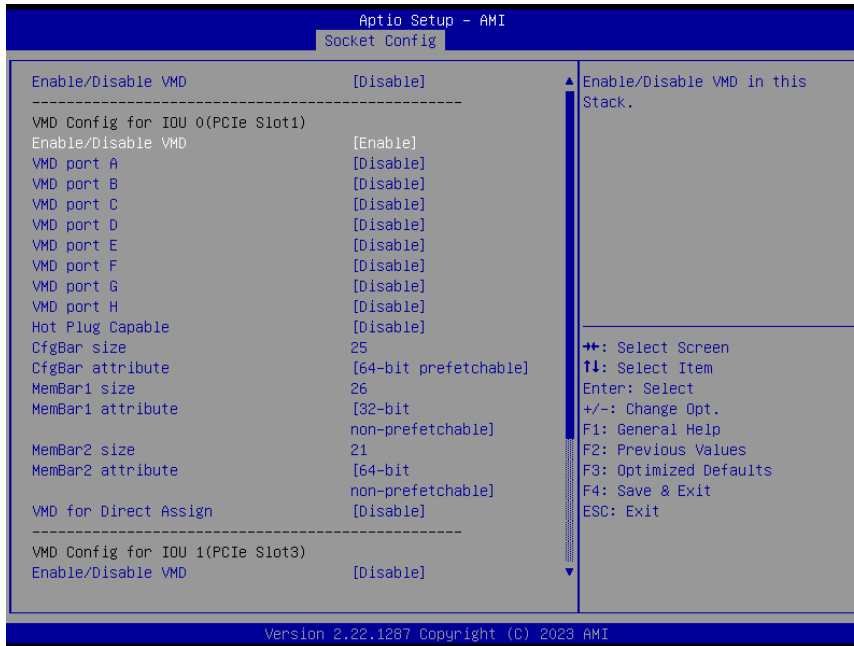 Aptio Setup – AMI
Socket Config
Enable/Disable VMD [Disable]
--------------------------------------------------
VMD Config for IOU 0(PCIe Slot1)
Enable/Disable VMD [Enable]
VMD port A [Disable]
VMD port B [Disable]
VMD port C [Disable]
VMD port D [Disable]
VMD port E [Disable]
VMD port F [Disable]
VMD port G [Disable]
VMD port H [Disable]
Hot Plug Capable [Disable]
CfgBar size 25
CfgBar attribute [64-bit prefetchable]
MemBar1 size 26
MemBar1 attribute [32-bit
non-prefetchable]
MemBar2 size 21
MemBar2 attribute [64-bit
non-prefetchable]
VMD for Direct Assign [Disable]
--------------------------------------------------
VMD Config for IOU 1(PCIe Slot3)
Enable/Disable VMD [Disable]
Enable/Disable VMD in this
Stack.
→←: Select Screen
↑↓: Select Item
Enter: Select
+/-: Change Opt.
F1: General Help
F2: Previous Values
F3: Optimized Defaults
F4: Save & Exit
ESC: Exit
Version 2.22.1287 Copyright (C) 2023 AMI